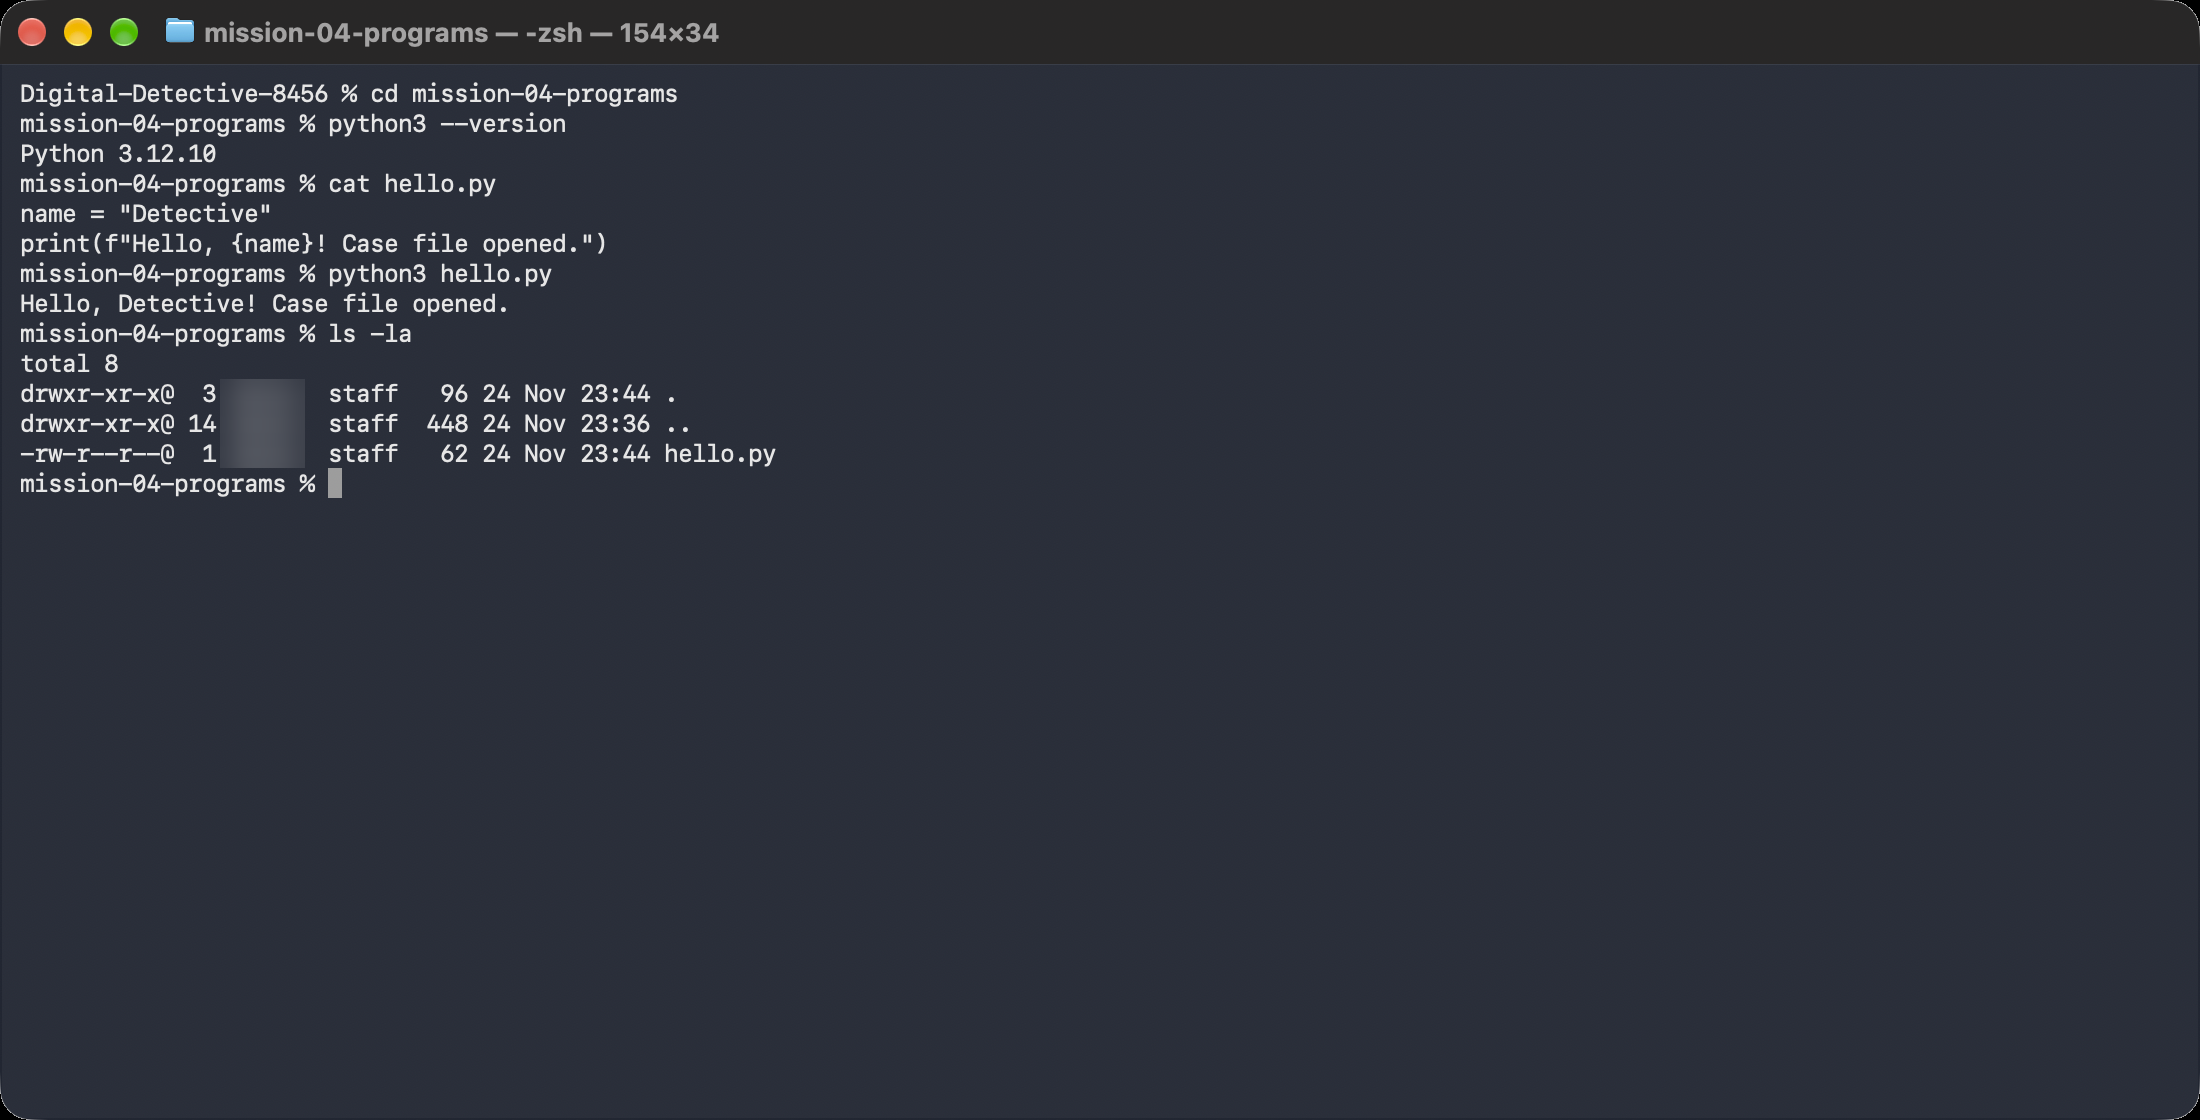 mission-04-programs — -zsh — 154×34
Digital-Detective-8456 % cd mission-04-programs
mission-04-programs % python3 --version
Python 3.12.10
mission-04-programs % cat hello.py
name = "Detective"
print(f"Hello, {name}! Case file opened.")
mission-04-programs % python3 hello.py
Hello, Detective! Case file opened.
mission-04-programs % ls -la
total 8
drwxr-xr-x@  3        staff   96 24 Nov 23:44 .
drwxr-xr-x@ 14        staff  448 24 Nov 23:36 ..
-rw-r--r--@  1        staff   62 24 Nov 23:44 hello.py
mission-04-programs %